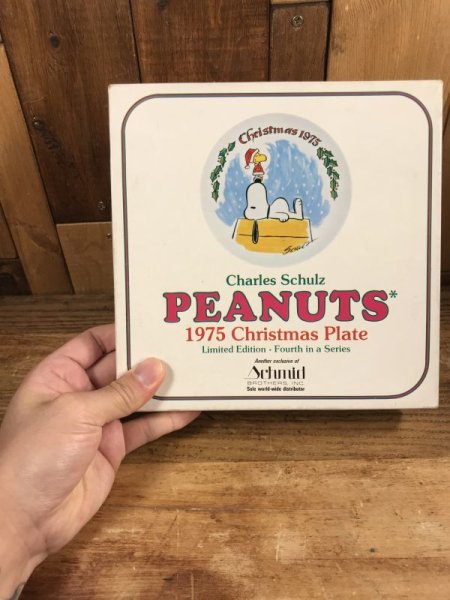 Christmas 1975
SCHULZ
Charles Schulz
PEANUTS*
1975 Christmas Plate
Limited Edition • Fourth in a Series
Another exclusive of
Schmid
BROTHERS, INC.
Sole world-wide distributor